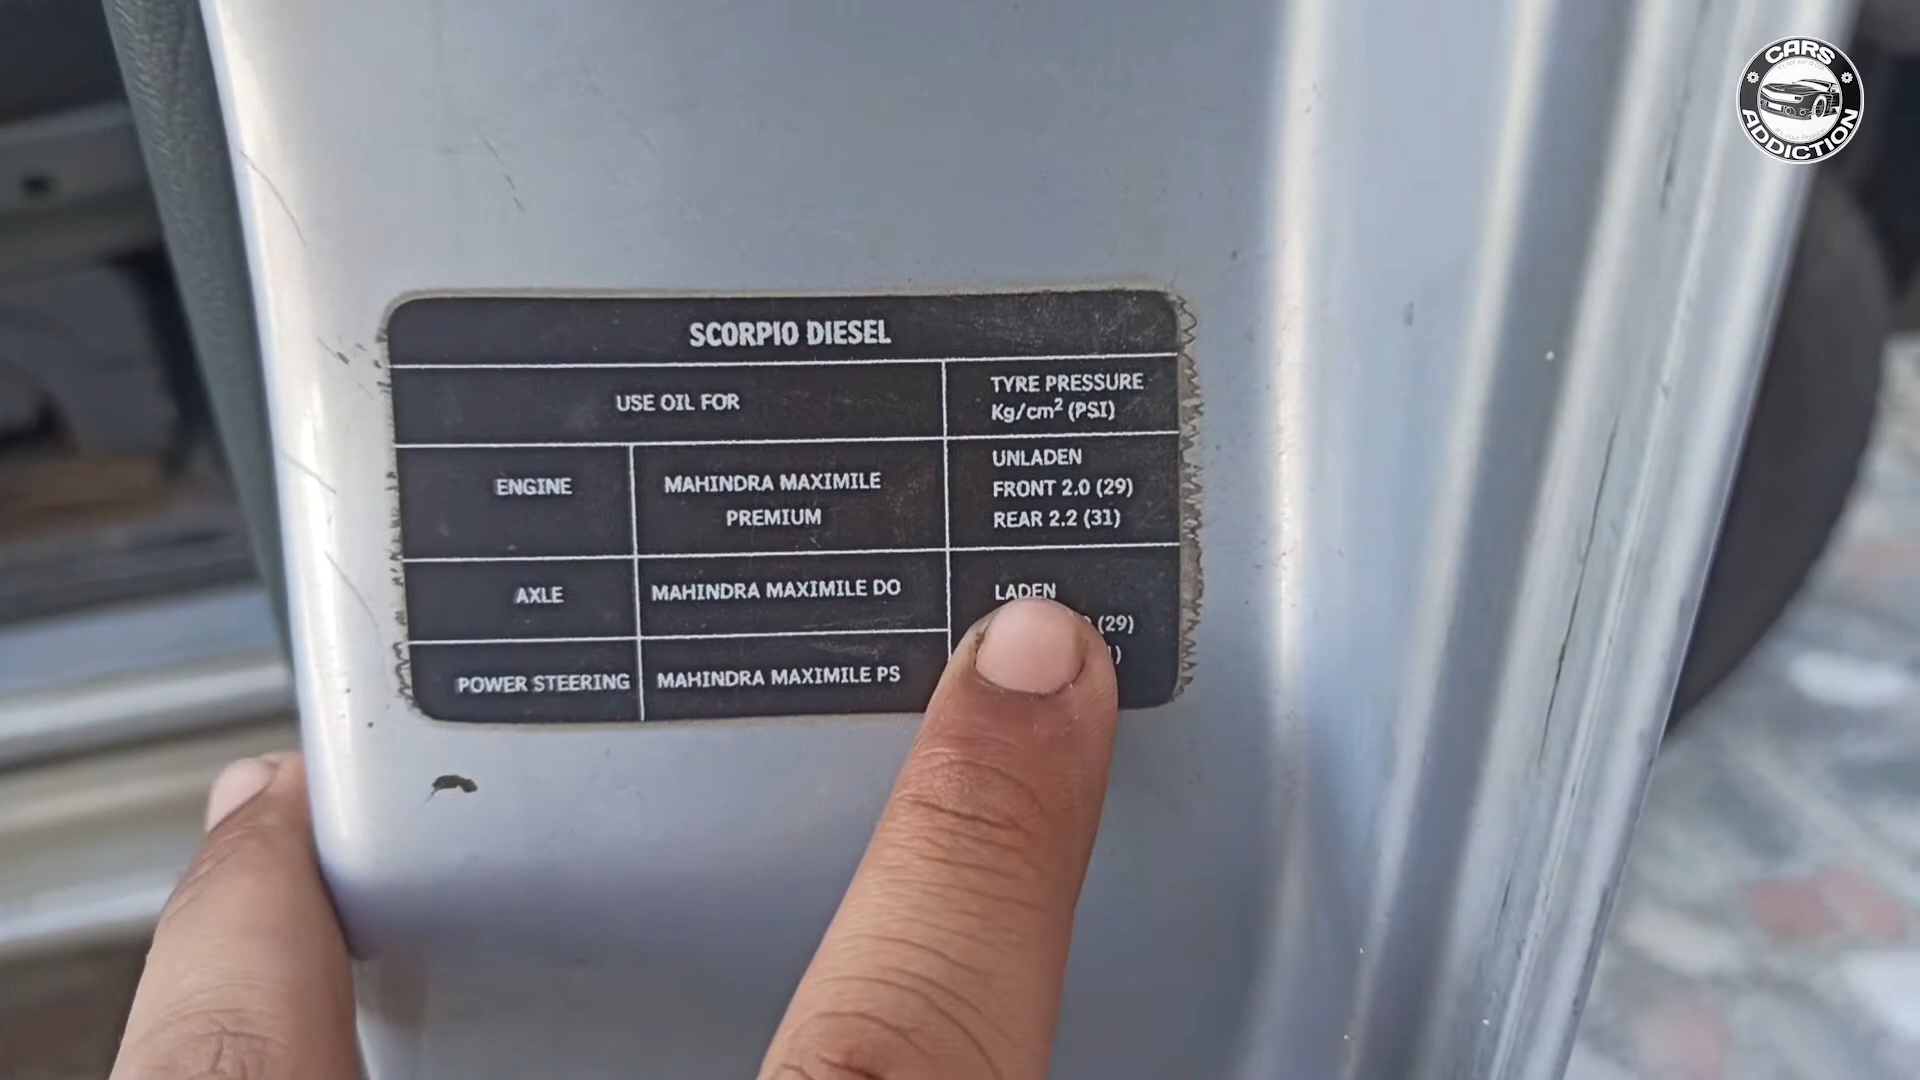 CARS
ADDICTION
SCORPIO DIESEL
USE OIL FOR
TYRE PRESSURE
Kg/cm² (PSI)
ENGINE
MAHINDRA MAXIMILE
PREMIUM
UNLADEN
FRONT 2.0 (29)
REAR 2.2 (31)
AXLE
MAHINDRA MAXIMILE DO
LADEN
(29)
POWER STEERING
MAHINDRA MAXIMILE PS